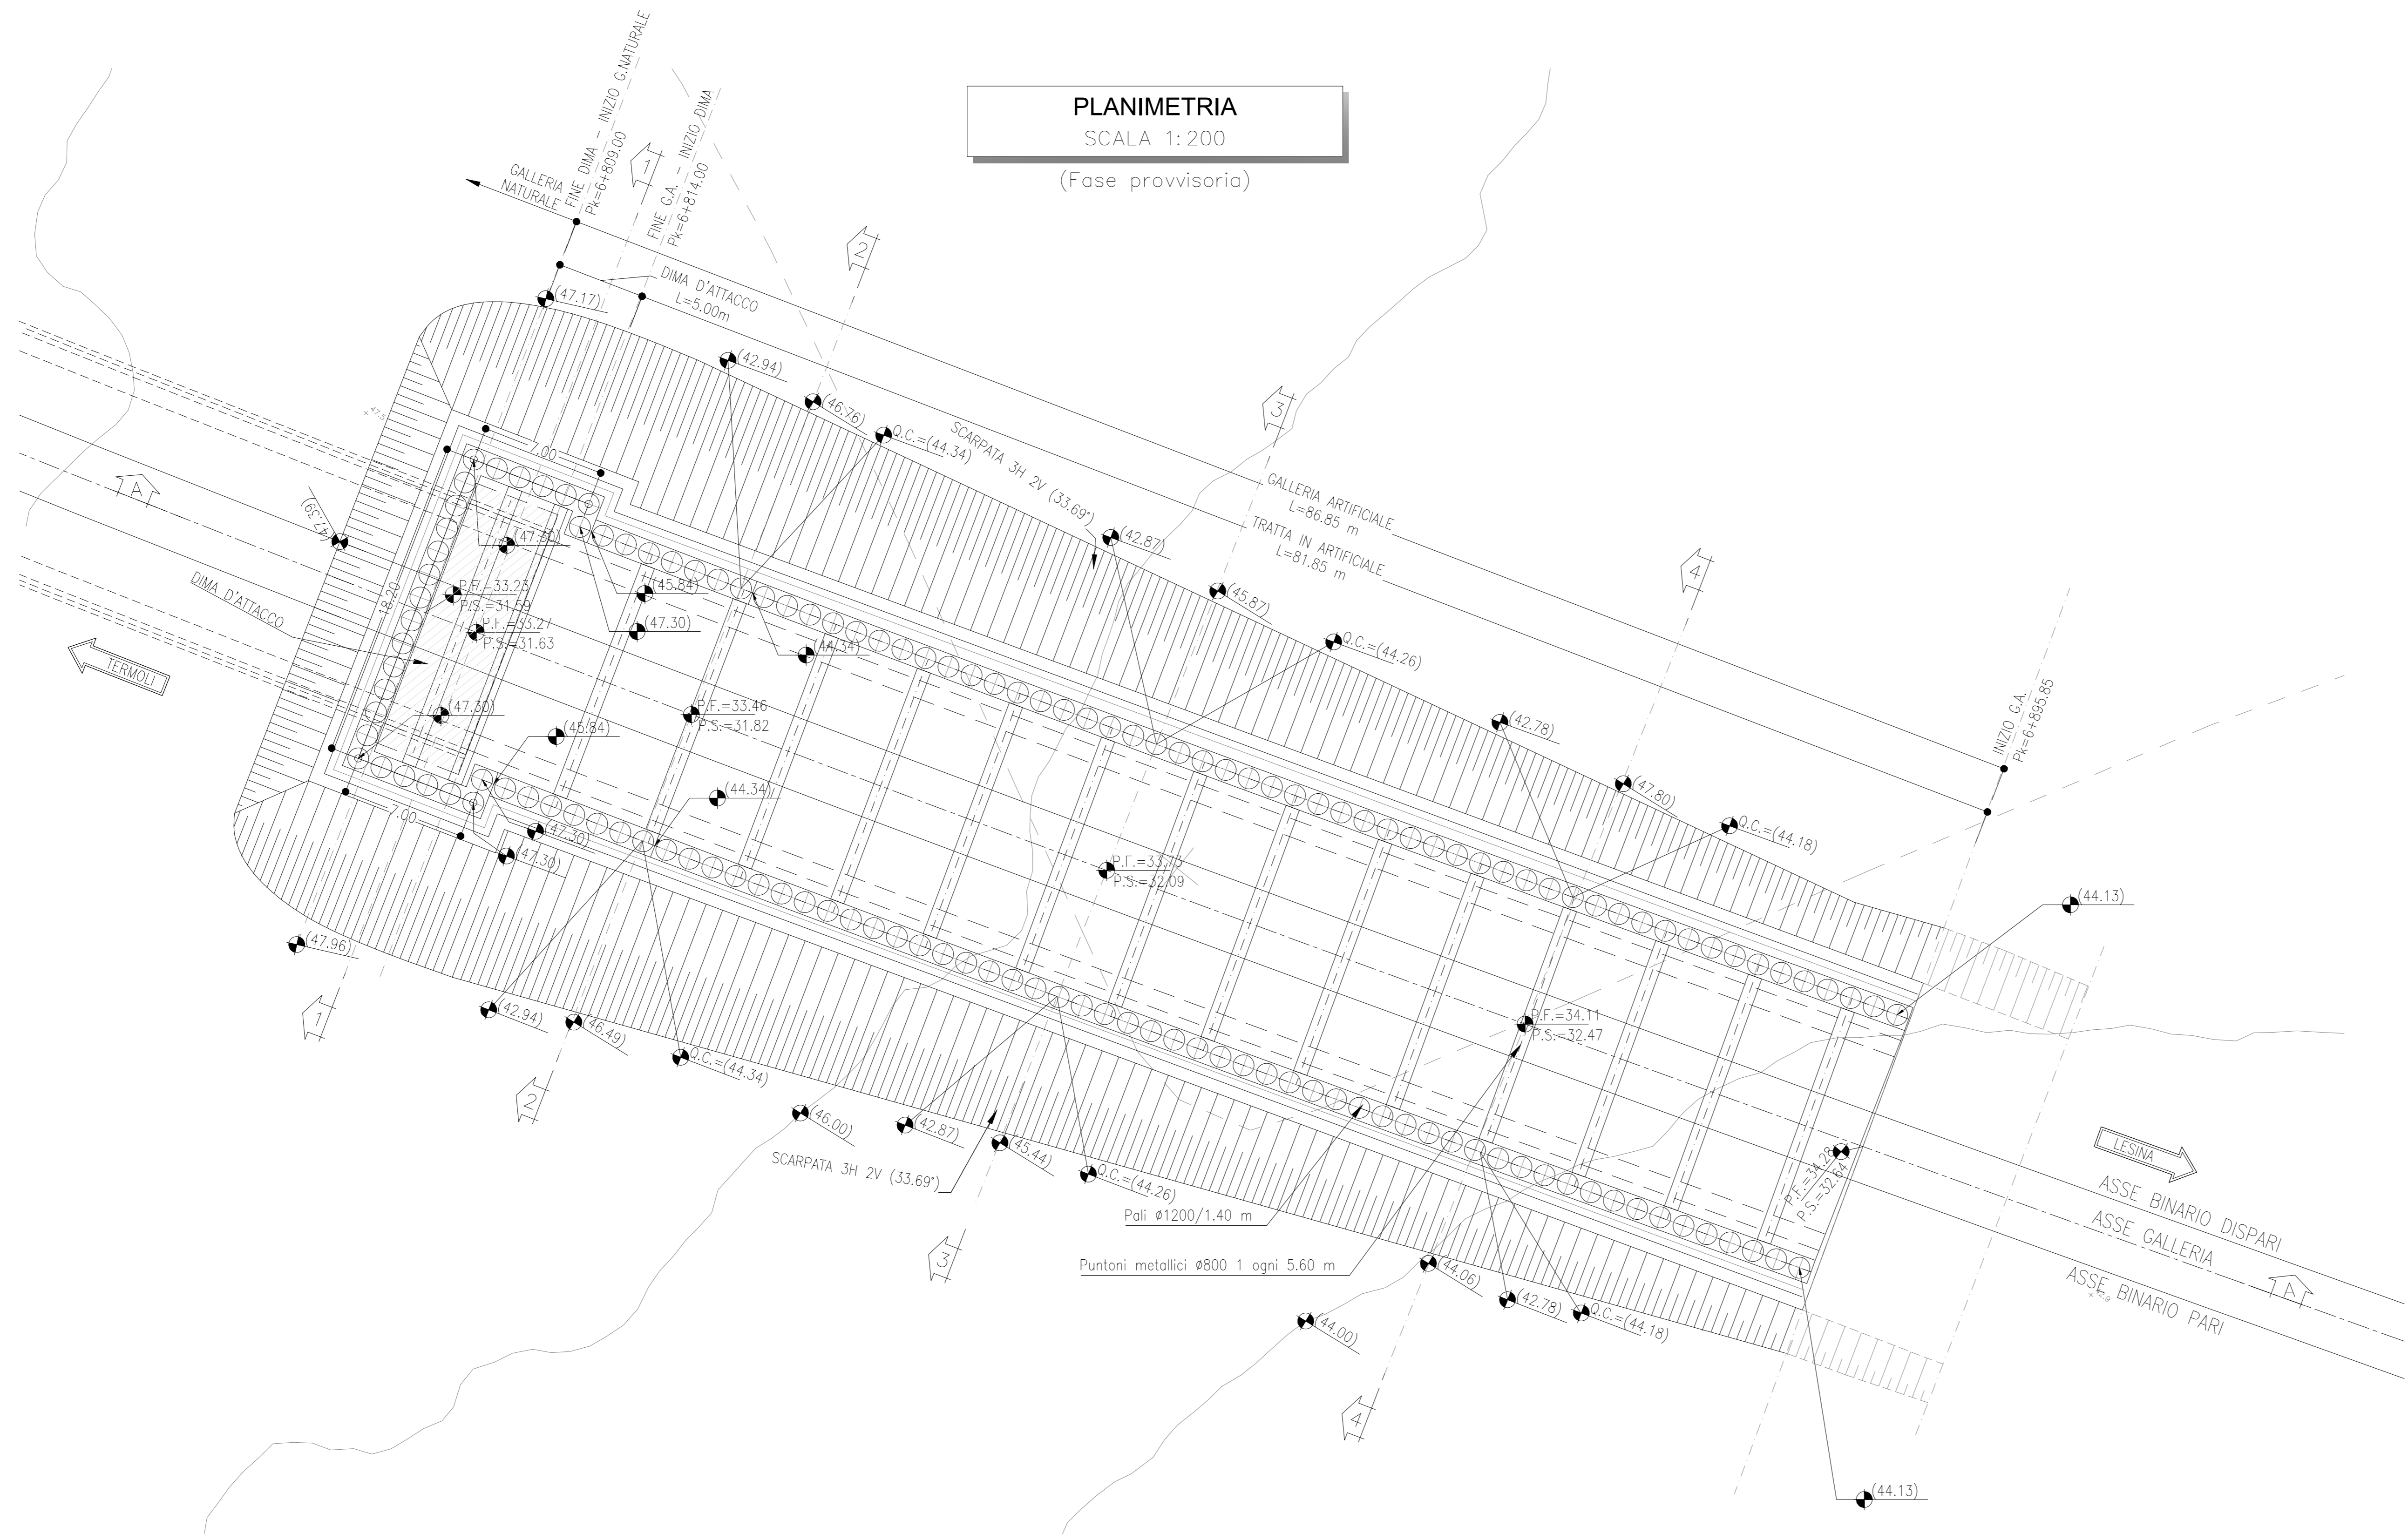 PLANIMETRIA
SCALA 1:200
(Fase provvisoria)
FINE DIMA - INIZIO G.NATURALE
Pk=6+809.00
1
FINE G.A. - INIZIO DIMA
Pk=6+814.00
GALLERIA
NATURALE
2
DIMA D'ATTACCO
L=5.00m
(47.17)
(42.94)
(46.76)
Q.C.=(44.34)
SCARPATA 3H 2V (33.69°)
3
GALLERIA ARTIFICIALE
L=86.85 m
TRATTA IN ARTIFICIALE
L=81.85 m
(42.87)
(45.87)
4
Q.C.=(44.26)
(42.78)
(47.80)
Q.C.=(44.18)
INIZIO G.A.
Pk=6+895.85
(44.13)
7.00
A
(47.39)
(47.30)
18.20
P.F.=33.23
P.S.=31.59
P.F.=33.27
P.S.=31.63
(45.84)
(47.30)
(44.34)
DIMA D'ATTACCO
TERMOLI
(47.30)
(45.84)
P.F.=33.46
P.S.=31.82
(44.34)
7.00
(47.30)
(47.30)
P.F.=33.73
P.S.=32.09
(47.96)
1
(42.94)
(46.49)
Q.C.=(44.34)
2
P.F.=34.11
P.S.=32.47
(46.00)
(42.87)
(45.44)
Q.C.=(44.26)
SCARPATA 3H 2V (33.69°)
Pali ø1200/1.40 m
3
Puntoni metallici ø800 1 ogni 5.60 m
P.F.=34.28
P.S.=32.64
LESINA
ASSE BINARIO DISPARI
ASSE GALLERIA
ASSE BINARIO PARI
A
(44.06)
(42.78)
Q.C.=(44.18)
(44.00)
4
(44.13)